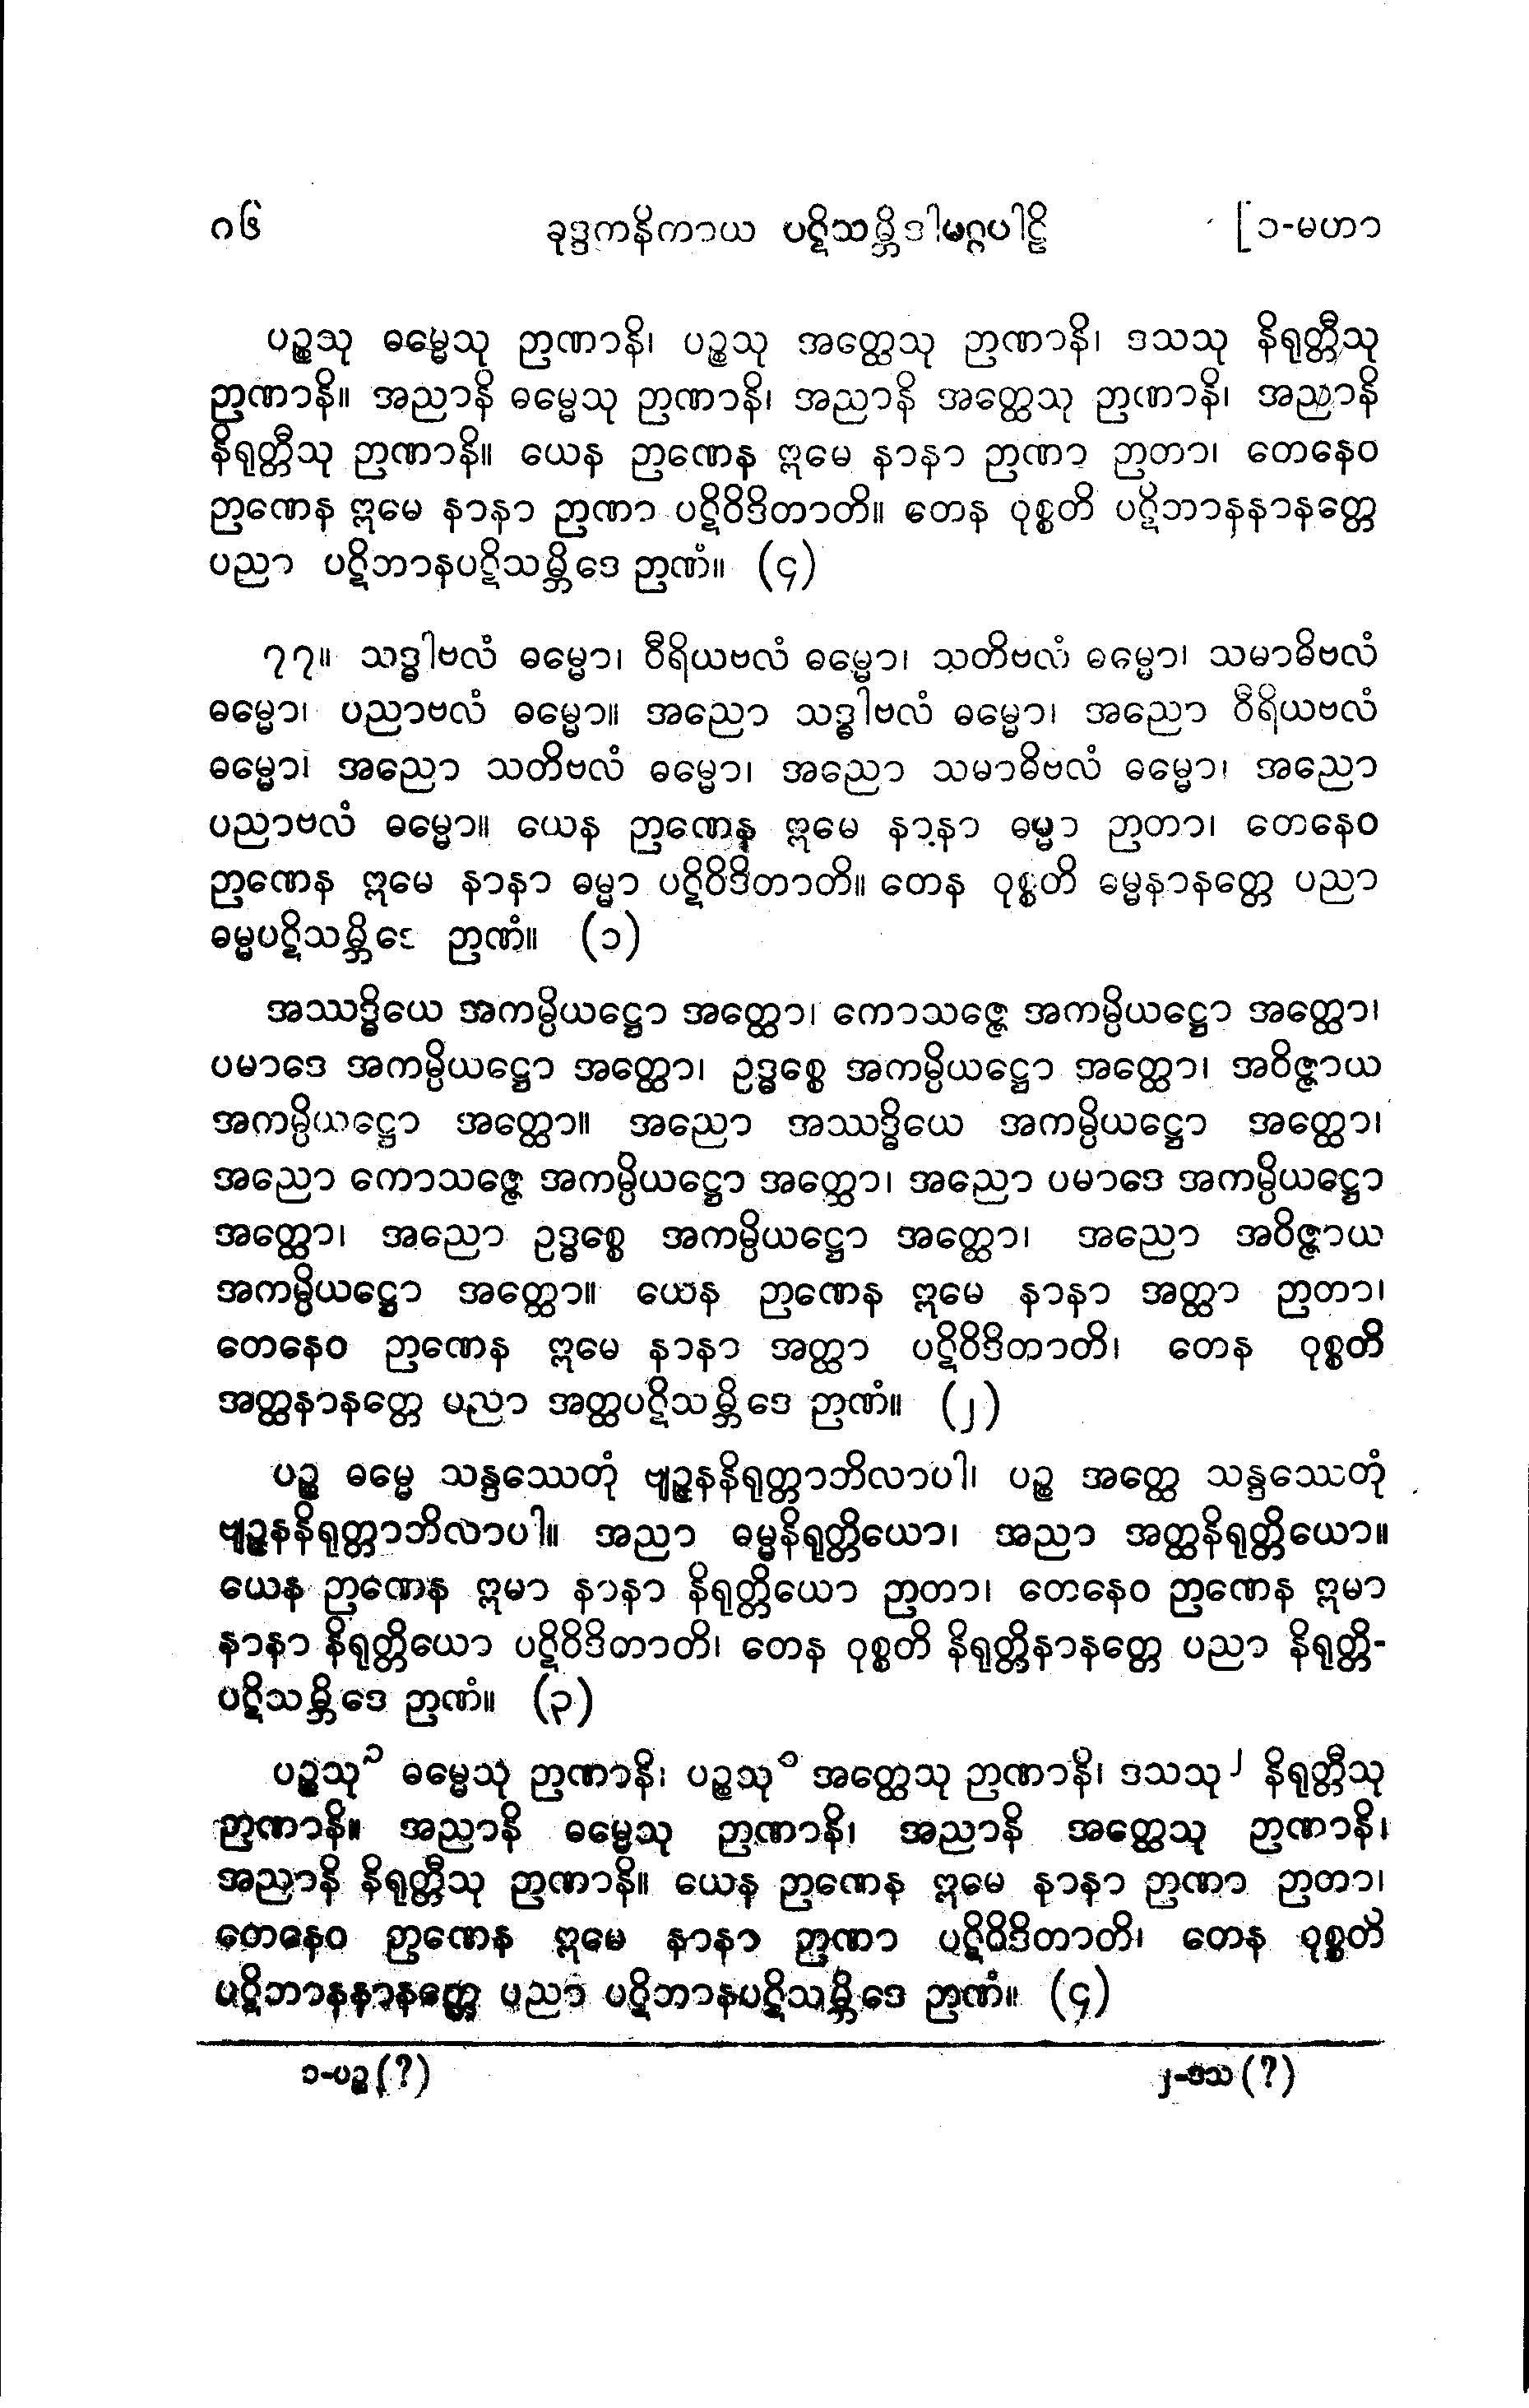 ၈၆ ခုဒ္ဒကနိကာယ ပဋိသမ္ဘိဒါမဂ္ဂပါဠိ [၁-မဟာ
ပဉ္စသု ဓမ္မေသု ဉာဏာနိ၊ ပဉ္စသု အတ္ထေသု ဉာဏာနိ၊ ဒသသု နိရုတ္တီသု
ဉာဏာနိ။ အညာနိ ဓမ္မေသု ဉာဏာနိ၊ အညာနိ အတ္ထေသု ဉာဏာနိ၊ အညာနိ
နိရုတ္တီသု ဉာဏာနိ။ ယေန ဉာဏေန ဣမေ နာနာ ဉာဏာ ဉာတာ၊ တေနေဝ
ဉာဏေန ဣမေ နာနာ ဉာဏာ ပဋိဝိဒိတာတိ။ တေန ဝုစ္စတိ ပဋိဘာနနာနတ္တေ
ပညာ ပဋိဘာနပဋိသမ္ဘိဒေ ဉာဏံ။ (၄)
၇၇။ သဒ္ဓါဗလံ ဓမ္မော၊ ဝီရိယဗလံ ဓမ္မော၊ သတိဗလံ ဓမ္မော၊ သမာဓိဗလံ
ဓမ္မော၊ ပညာဗလံ ဓမ္မော။ အညော သဒ္ဓါဗလံ ဓမ္မော၊ အညော ဝီရိယဗလံ
ဓမ္မော၊ အညော သတိဗလံ ဓမ္မော၊ အညော သမာဓိဗလံ ဓမ္မော၊ အညော
ပညာဗလံ ဓမ္မော။ ယေန ဉာဏေန ဣမေ နာနာ ဓမ္မာ ဉာတာ၊ တေနေဝ
ဉာဏေန ဣမေ နာနာ ဓမ္မာ ပဋိဝိဒိတာတိ။ တေန ဝုစ္စတိ ဓမ္မနာနတ္တေ ပညာ
ဓမ္မပဋိသမ္ဘိဒေ ဉာဏံ။ (၁)
အဿဒ္ဓိယေ အကမ္ပိယဋ္ဌော အတ္ထော၊ ကောသဇ္ဇေ အကမ္ပိယဋ္ဌော အတ္ထော၊
ပမာဒေ အကမ္ပိယဋ္ဌော အတ္ထော၊ ဥဒ္ဓစ္စေ အကမ္ပိယဋ္ဌော အတ္ထော၊ အဝိဇ္ဇာယ
အကမ္ပိယဋ္ဌော အတ္ထော။ အညော အဿဒ္ဓိယေ အကမ္ပိယဋ္ဌော အတ္ထော၊
အညော ကောသဇ္ဇေ အကမ္ပိယဋ္ဌော အတ္ထော၊ အညော ပမာဒေ အကမ္ပိယဋ္ဌော
အတ္ထော၊ အညော ဥဒ္ဓစ္စေ အကမ္ပိယဋ္ဌော အတ္ထော၊ အညော အဝိဇ္ဇာယ
အကမ္ပိယဋ္ဌော အတ္ထော။ ယေန ဉာဏေန ဣမေ နာနာ အတ္ထာ ဉာတာ၊
တေနေဝ ဉာဏေန ဣမေ နာနာ အတ္ထာ ပဋိဝိဒိတာတိ၊ တေန ဝုစ္စတိ
အတ္ထနာနတ္တေ ပညာ အတ္ထပဋိသမ္ဘိဒေ ဉာဏံ။ (၂)
ပဉ္စ ဓမ္မေ သန္ဒဿေတုံ ဗျဉ္ဇနနိရုတ္တာဘိလာပါ၊ ပဉ္စ အတ္ထေ သန္ဒဿေတုံ
ဗျဉ္ဇနနိရုတ္တာဘိလာပါ။ အညာ ဓမ္မနိရုတ္တိယော၊ အညာ အတ္ထနိရုတ္တိယော။
ယေန ဉာဏေန ဣမာ နာနာ နိရုတ္တိယော ဉာတာ၊ တေနေဝ ဉာဏေန ဣမာ
နာနာ နိရုတ္တိယော ပဋိဝိဒိတာတိ၊ တေန ဝုစ္စတိ နိရုတ္တိနာနတ္တေ ပညာ နိရုတ္တိ-
ပဋိသမ္ဘိဒေ ဉာဏံ။ (၃)
ပဉ္စသု ၁ ဓမ္မေသု ဉာဏာနိ၊ ပဉ္စသု ၁ အတ္ထေသု ဉာဏာနိ၊ ဒသသု ၂ နိရုတ္တီသု
ဉာဏာနိ။ အညာနိ ဓမ္မေသု ဉာဏာနိ၊ အညာနိ အတ္ထေသု ဉာဏာနိ၊
အညာနိ နိရုတ္တီသု ဉာဏာနိ။ ယေန ဉာဏေန ဣမေ နာနာ ဉာဏာ ဉာတာ၊
တေနေဝ ဉာဏေန ဣမေ နာနာ ဉာဏာ ပဋိဝိဒိတာတိ၊ တေန ဝုစ္စတိ
ပဋိဘာနနာနတ္တေ ပညာ ပဋိဘာနပဋိသမ္ဘိဒေ ဉာဏံ။ (၄)
၁-ပဉ္စ (?) ၂-ဒသ (?)